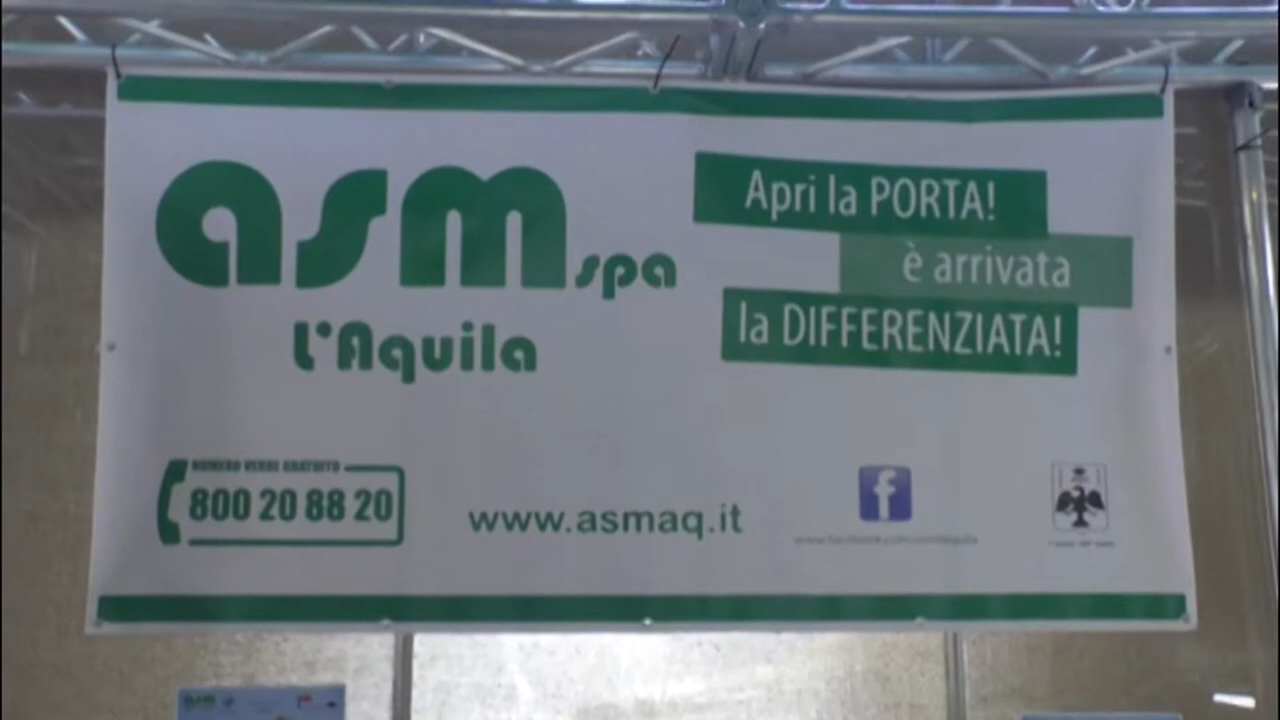 asm spa
L'Aquila
Apri la PORTA!
è arrivata
la DIFFERENZIATA!
NUMERO VERDE GRATUITO
800 20 88 20
www.asmaq.it
f
asm